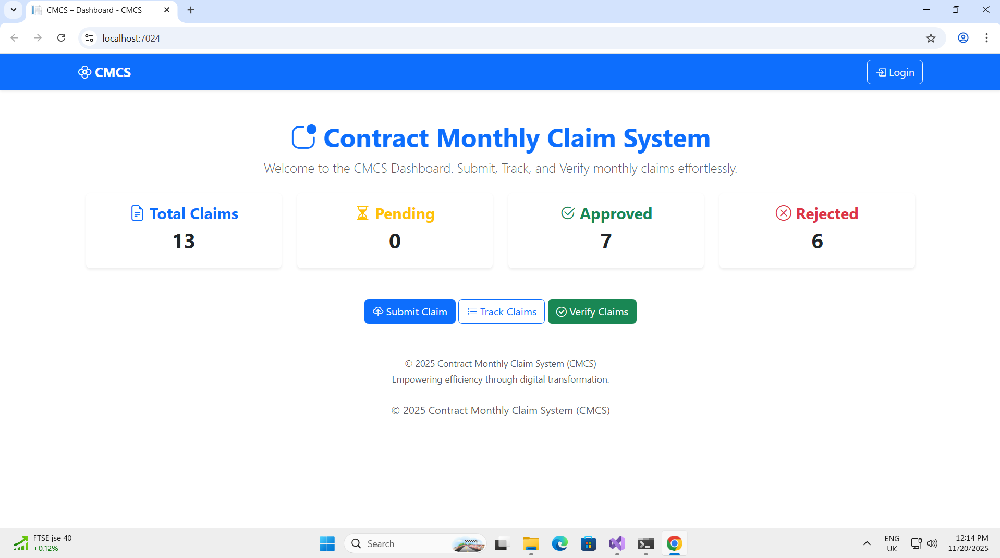 CMCS – Dashboard - CMCS
localhost:7024
CMCS
Login
Contract Monthly Claim System
Welcome to the CMCS Dashboard. Submit, Track, and Verify monthly claims effortlessly.
Total Claims
13
Pending
0
Approved
7
Rejected
6
Submit Claim
Track Claims
Verify Claims
© 2025 Contract Monthly Claim System (CMCS)
Empowering efficiency through digital transformation.
© 2025 Contract Monthly Claim System (CMCS)
FTSE jse 40
+0,12%
Search
ENG
UK
12:14 PM
11/20/2025